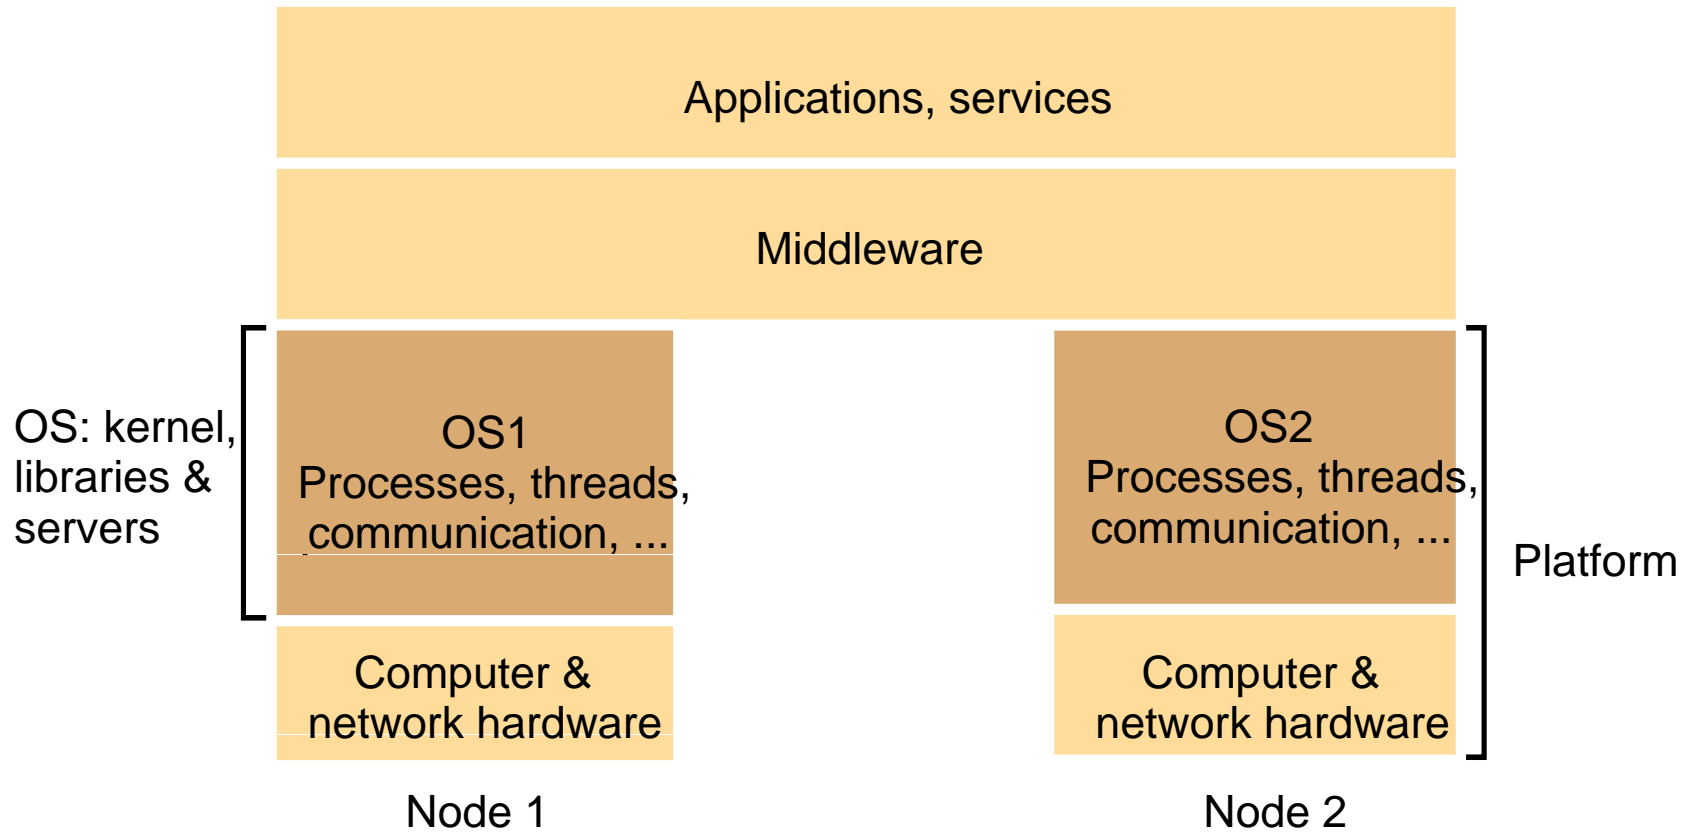 Applications, services
Middleware
OS: kernel,
libraries &
servers
OS1
Processes, threads,
communication, ...
OS2
Processes, threads,
communication, ...
Platform
Computer &
network hardware
Computer &
network hardware
Node 1
Node 2